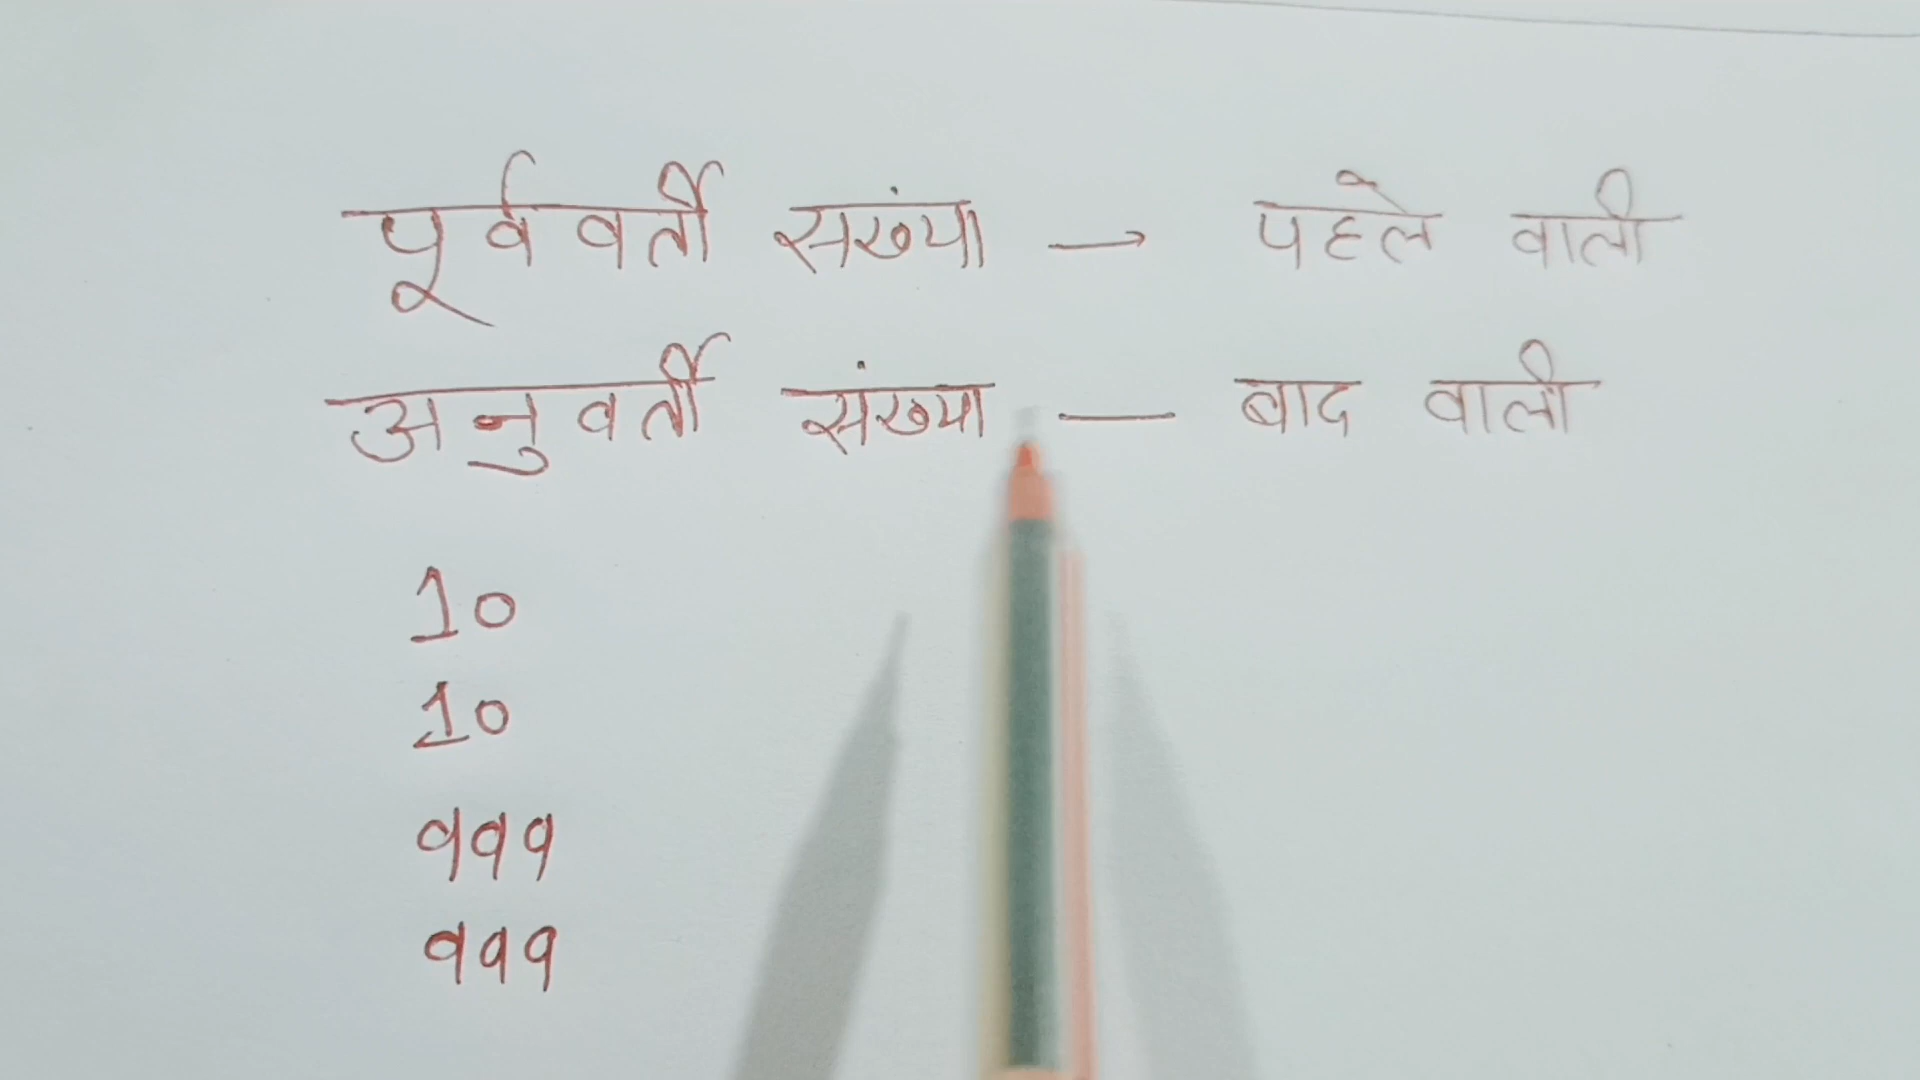 पूर्ववर्ती संख्या → पहले वाली
अनुवर्ती संख्या — बाद वाली
10
10
999
999